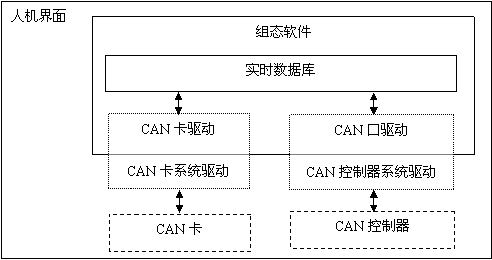 人机界面
组态软件
实时数据库
CAN 卡驱动
CAN 口驱动
CAN 卡系统驱动
CAN 控制器系统驱动
CAN 卡
CAN 控制器